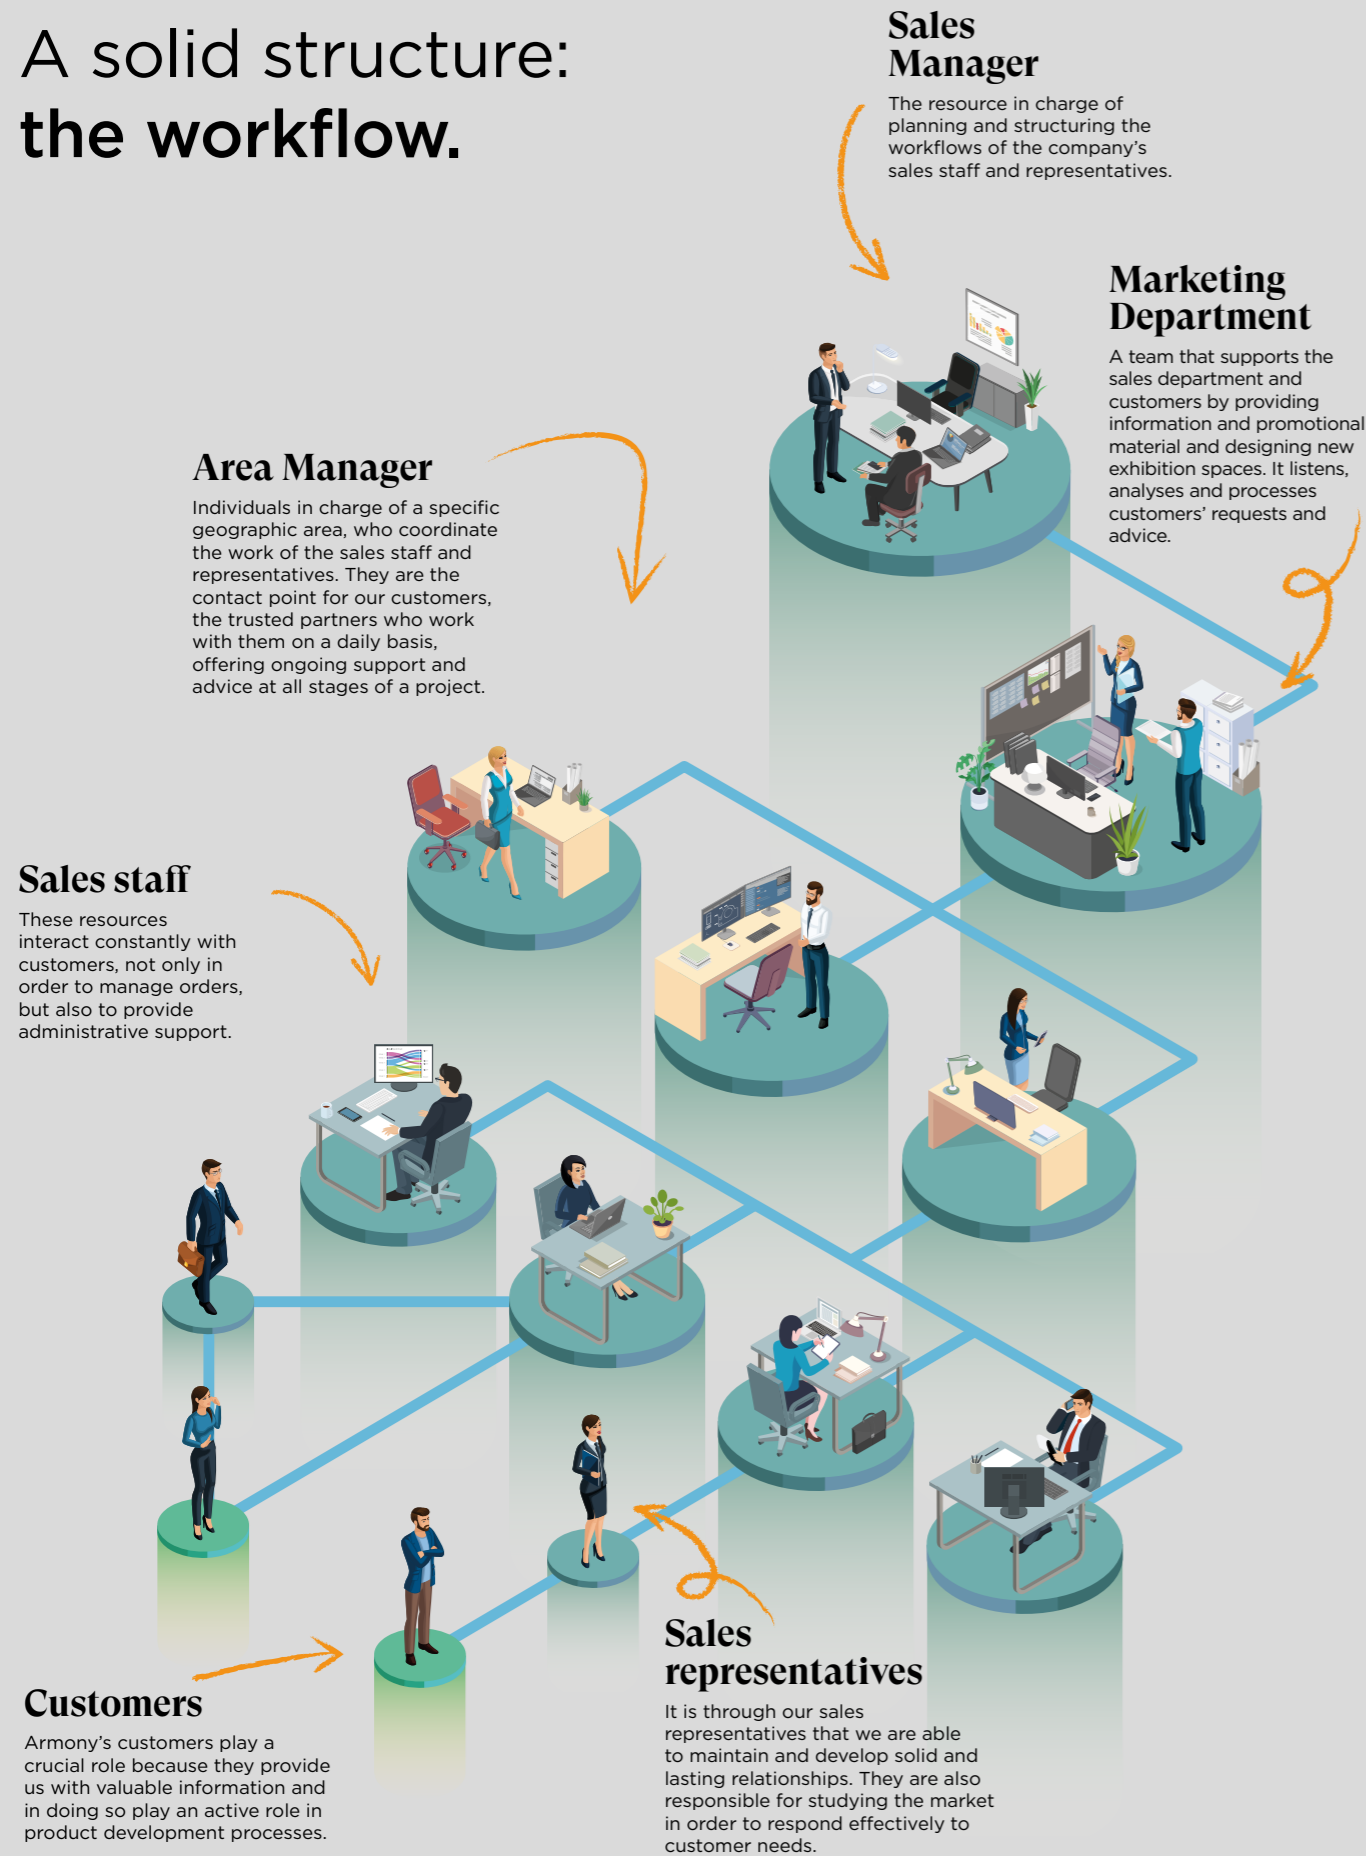 A solid structure:
the workflow.
Sales
Manager
The resource in charge of
planning and structuring the
workflows of the company's
sales staff and representatives.
Marketing
Department
A team that supports the
sales department and
customers by providing
information and promotional
material and designing new
exhibition spaces. It listens,
analyses and processes
customers' requests and
advice.
Area Manager
Individuals in charge of a specific
geographic area, who coordinate
the work of the sales staff and
representatives. They are the
contact point for our customers,
the trusted partners who work
with them on a daily basis,
offering ongoing support and
advice at all stages of a project.
Sales staff
These resources
interact constantly with
customers, not only in
order to manage orders,
but also to provide
administrative support.
Customers
Armony's customers play a
crucial role because they provide
us with valuable information and
in doing so play an active role in
product development processes.
Sales
representatives
It is through our sales
representatives that we are able
to maintain and develop solid and
lasting relationships. They are also
responsible for studying the market
in order to respond effectively to
customer needs.